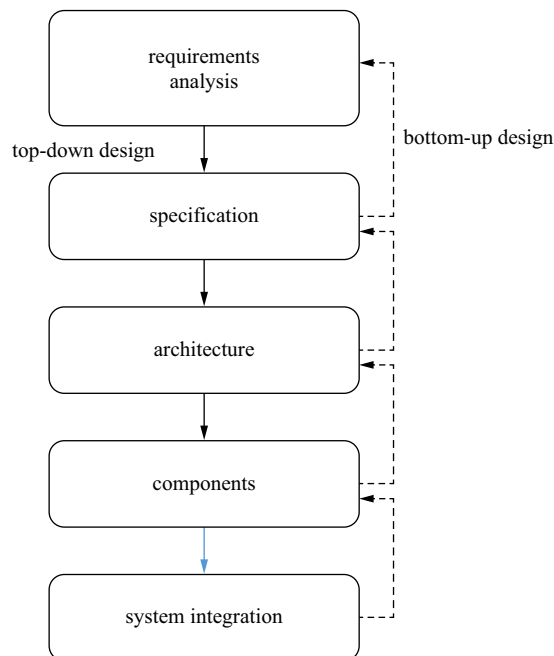 requirements
analysis
top-down design
bottom-up design
specification
architecture
components
system integration